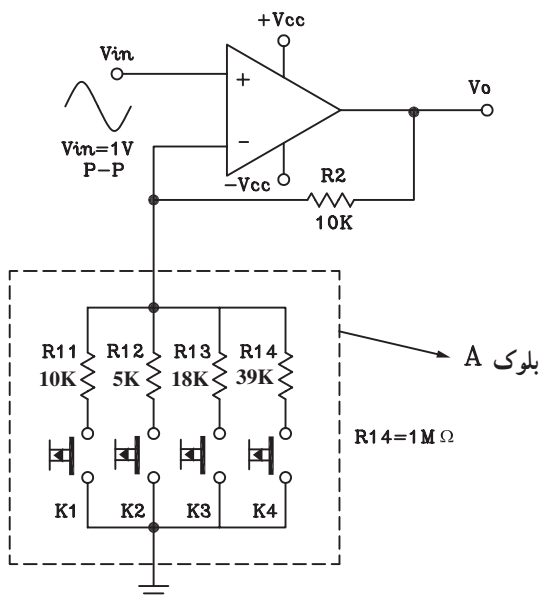 +Vcc
Vin
Vo
+
−
Vin=1V
P-P
-Vcc
R2
10K
R11 R12 R13 R14
10K 5K 18K 39K
بلوک A
R14=1M Ω
K1 K2 K3 K4